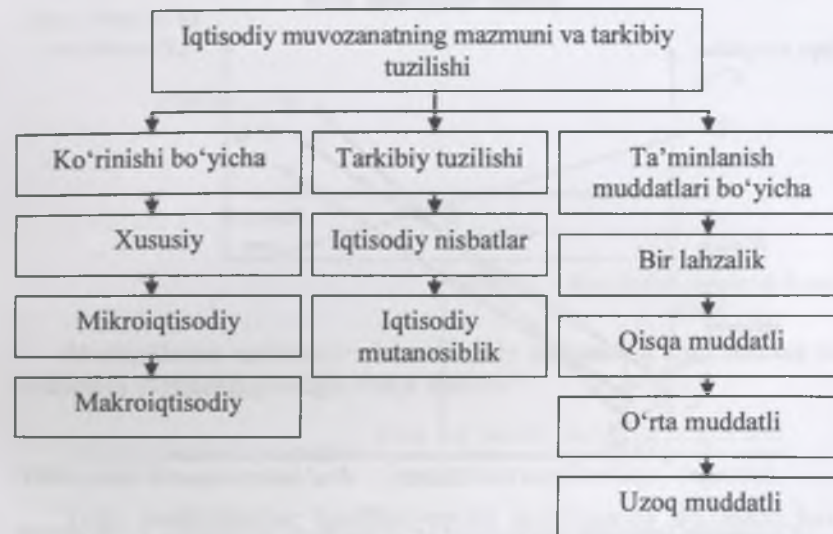 Iqtisodiy muvozanatning mazmuni va tarkibiy
tuzilishi
Ko‘rinishi bo‘yicha
Xususiy
Mikroiqtisodiy
Makroiqtisodiy
Tarkibiy tuzilishi
Iqtisodiy nisbatlar
Iqtisodiy
mutanosiblik
Ta’minlanish
muddatlari bo‘yicha
Bir lahzalik
Qisqa muddatli
O‘rta muddatli
Uzoq muddatli